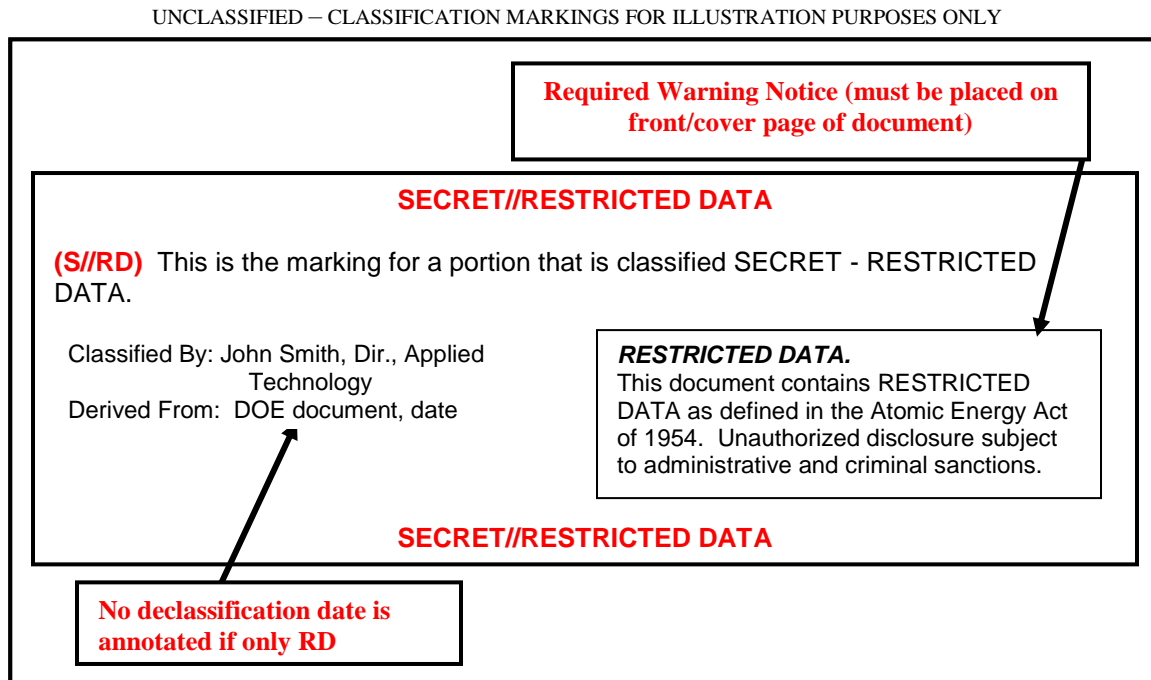 UNCLASSIFIED – CLASSIFICATION MARKINGS FOR ILLUSTRATION PURPOSES ONLY
Required Warning Notice (must be placed on
front/cover page of document)
SECRET//RESTRICTED DATA
(S//RD) This is the marking for a portion that is classified SECRET - RESTRICTED
DATA.
Classified By: John Smith, Dir., Applied
Technology
Derived From: DOE document, date
RESTRICTED DATA.
This document contains RESTRICTED
DATA as defined in the Atomic Energy Act
of 1954. Unauthorized disclosure subject
to administrative and criminal sanctions.
SECRET//RESTRICTED DATA
No declassification date is
annotated if only RD